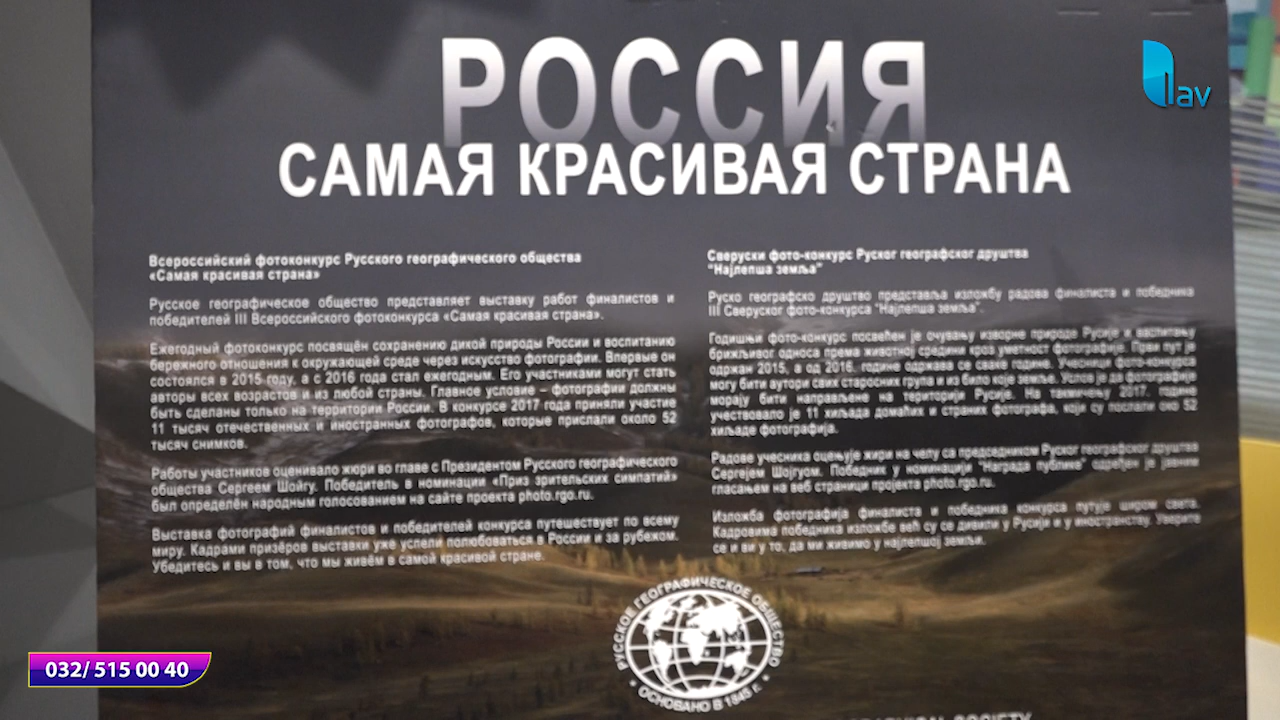 РОССИЯ
САМАЯ КРАСИВАЯ СТРАНА
lav
Всероссийский фотоконкурс Русского географического общества
«Самая красивая страна»
Русское географическое общество представляет выставку работ финалистов и
победителей III Всероссийского фотоконкурса «Самая красивая страна».
Ежегодный фотоконкурс посвящён сохранению дикой природы России и воспитанию
бережного отношения к окружающей среде через искусство фотографии. Впервые он
состоялся в 2015 году, а с 2016 года стал ежегодным. Его участниками могут стать
авторы всех возрастов и из любой страны. Главное условие – фотографии должны
быть сделаны только на территории России. В конкурсе 2017 года приняли участие
11 тысяч отечественных и иностранных фотографов, которые прислали около 52
тысяч снимков.
Работы участников оценивало жюри во главе с Президентом Русского географического
общества Сергеем Шойгу. Победитель в номинации «Приз зрительских симпатий»
был определён народным голосованием на сайте проекта photo.rgo.ru.
Выставка фотографий финалистов и победителей конкурса путешествует по всему
миру. Кадрами призёров выставки уже успели полюбоваться в России и за рубежом.
Убедитесь и вы в том, что мы живём в самой красивой стране.
Сверуски фото-конкурс Руског географског друштва
"Најлепша земља"
Руско географско друштво представља изложбу радова финалиста и победника
III Сверуског фото-конкурса "Најлепша земља".
Годишњи фото-конкурс посвећен је очувању изворне природе Русије и васпитању
брижљивог односа према животној средини кроз уметност фотографије. Први пут је
одржан 2015, а од 2016. године одржава се сваке године. Учесници фото-конкурса
могу бити аутори свих старосних група и из било које земље. Услов је да фотографије
морају бити направљене на територији Русије. На такмичењу 2017. године
учествовало је 11 хиљада домаћих и страних фотографа, који су послали око 52
хиљаде фотографија.
Радове учесника оцењује жири на челу са председником Руског географског друштва
Сергејем Шојгуом. Победник у номинацији "Награда публике" одређен је јавним
гласањем на веб страници пројекта photo.rgo.ru.
Изложба фотографија финалиста и победника конкурса путује широм света.
Кадровима победника изложбе већ су се дивили у Русији и у иностранству. Уверите
се и ви у то, да ми живимо у најлепшој земљи.
РУССКОЕ ГЕОГРАФИЧЕСКОЕ ОБЩЕСТВО
• ОСНОВАНО В 1845 г. •
SOCIETY
032/ 515 00 40